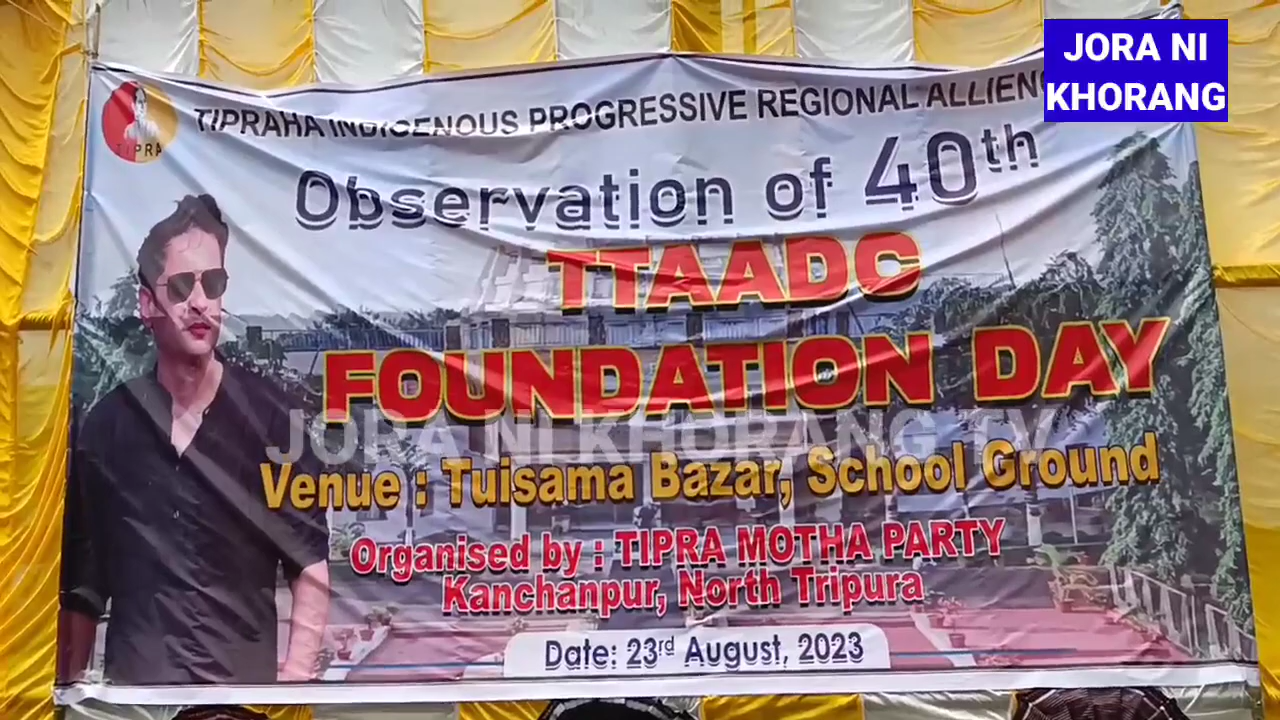 JORA NI
KHORANG
TIPRA
TIPRAHA INDIGENOUS PROGRESSIVE REGIONAL ALLIENC
Observation of 40th
TTAADC
FOUNDATION DAY
JORA NI KHORANG TV
Venue : Tuisama Bazar, School Ground
Organised by : TIPRA MOTHA PARTY
Kanchanpur, North Tripura
Date: 23rd August, 2023